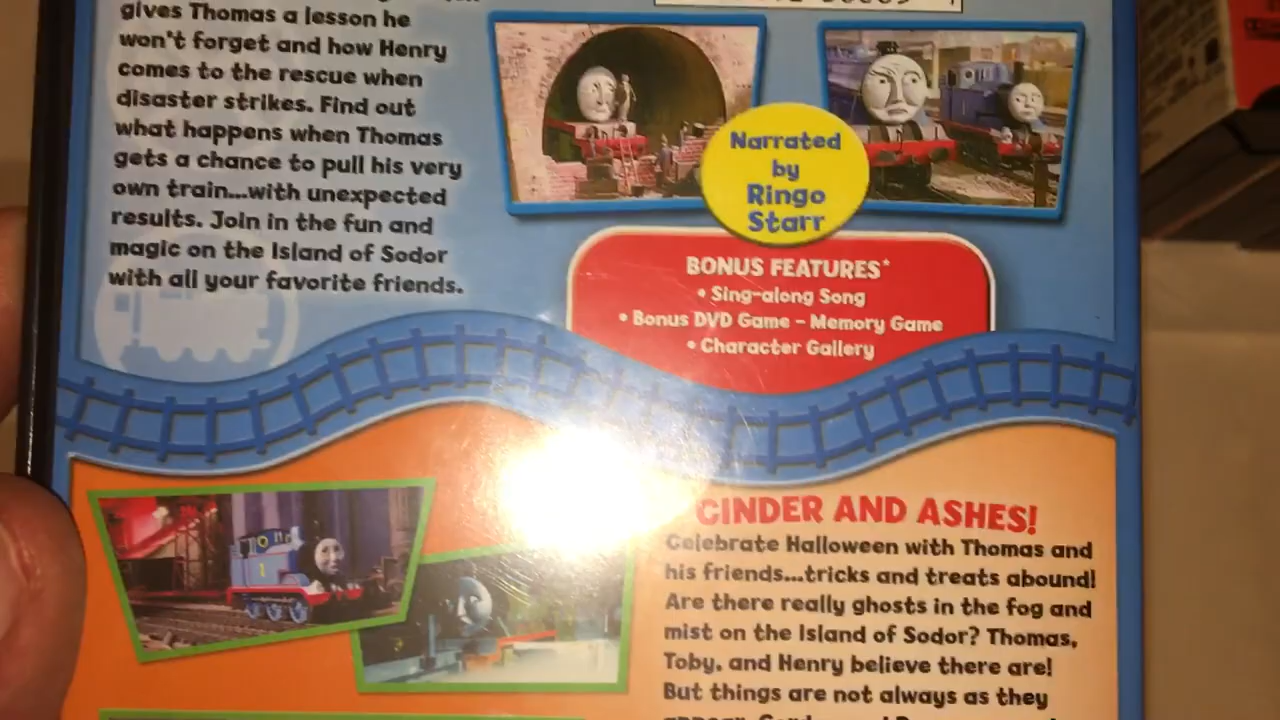 gives Thomas a lesson he
won't forget and how Henry
comes to the rescue when
disaster strikes. Find out
what happens when Thomas
gets a chance to pull his very
own train...with unexpected
results. Join in the fun and
magic on the Island of Sodor
with all your favorite friends.
Narrated
by
Ringo
Starr
BONUS FEATURES*
• Sing-along Song
• Bonus DVD Game - Memory Game
• Character Gallery
CINDER AND ASHES!
Celebrate Halloween with Thomas and
his friends...tricks and treats abound!
Are there really ghosts in the fog and
mist on the Island of Sodor? Thomas,
Toby, and Henry believe there are!
But things are not always as they
1